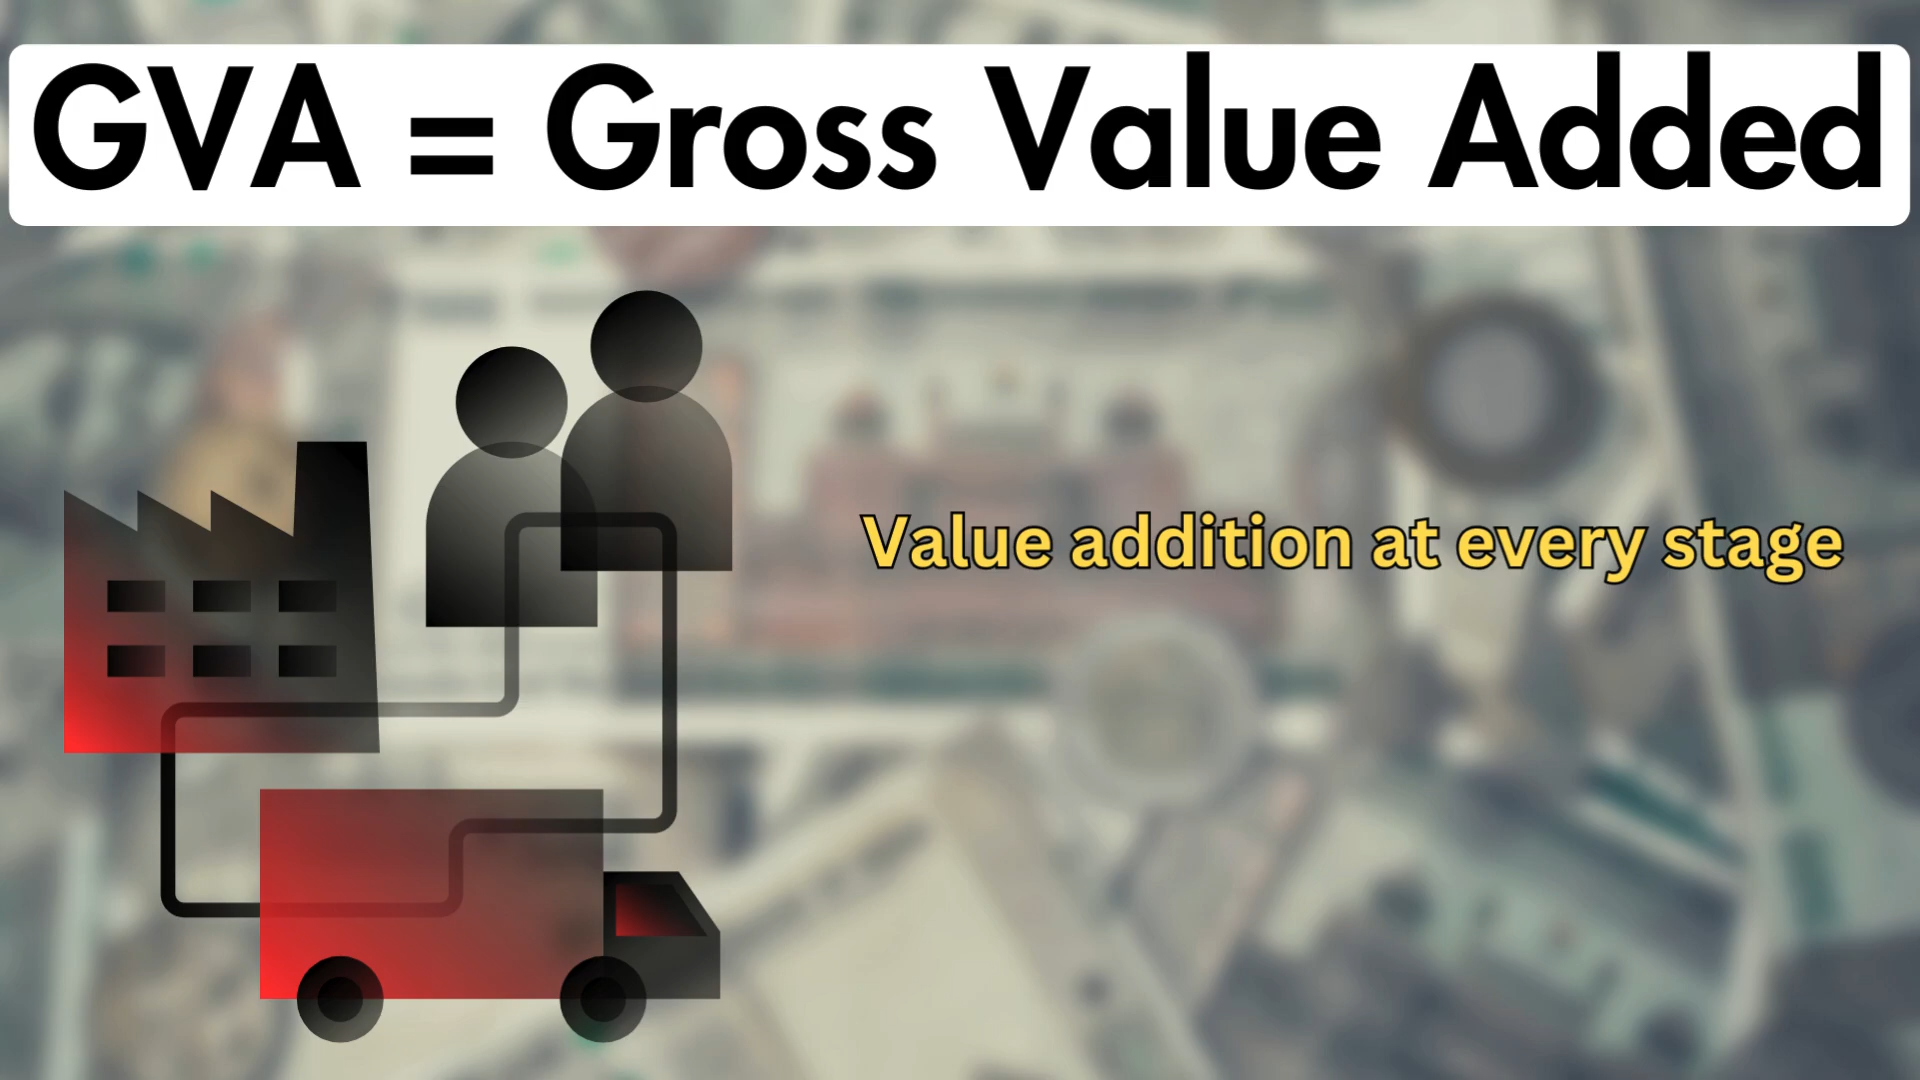 GVA = Gross Value Added
Value addition at every stage